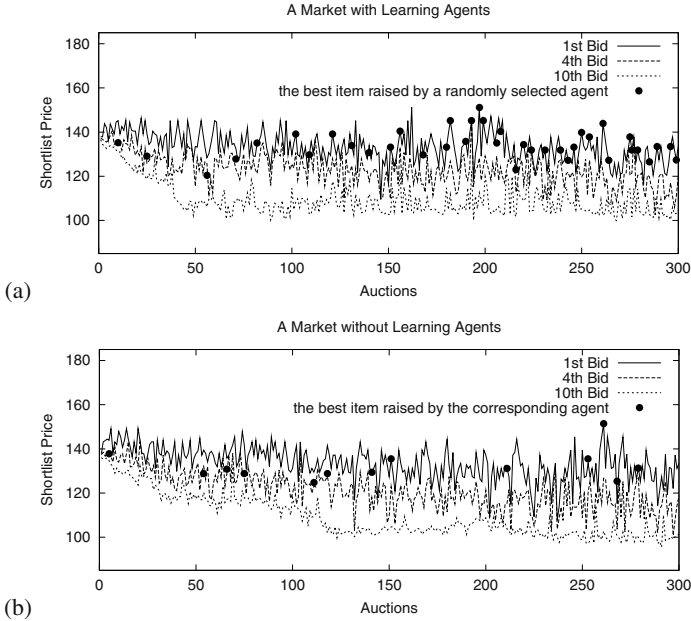 A Market with Learning Agents
180
160
140
120
100
Shortlist Price
1st Bid
4th Bid
10th Bid
the best item raised by a randomly selected agent
0 50 100 150 200 250 300
Auctions
(a)
A Market without Learning Agents
180
160
140
120
100
Shortlist Price
1st Bid
4th Bid
10th Bid
the best item raised by the corresponding agent
0 50 100 150 200 250 300
Auctions
(b)